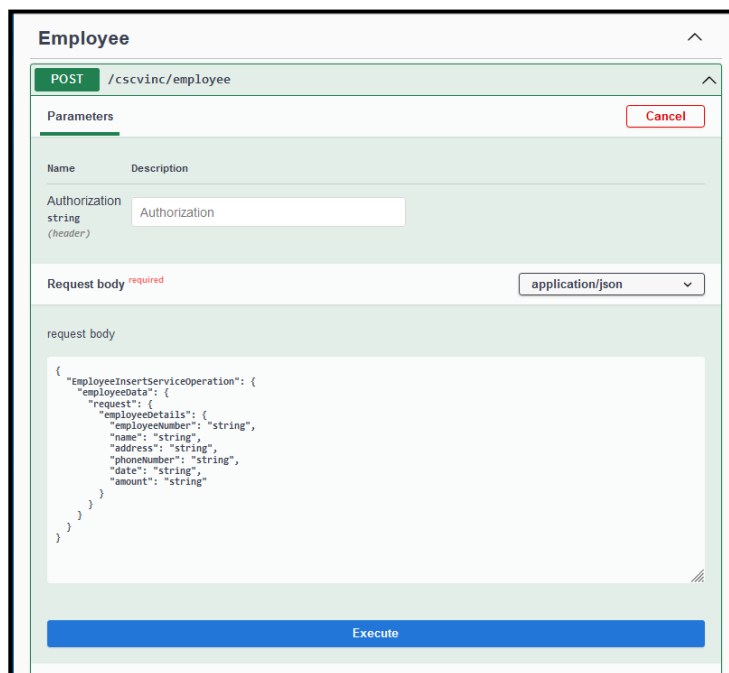 Employee
POST /cscvinc/employee
Parameters
Cancel
Name Description
Authorization
string
(header)
Authorization
Request body required
application/json
request body
{
  "EmployeeInsertServiceOperation": {
    "employeeData": {
      "request": {
        "employeeDetails": {
          "employeeNumber": "string",
          "name": "string",
          "address": "string",
          "phoneNumber": "string",
          "date": "string",
          "amount": "string"
        }
      }
    }
  }
}
Execute